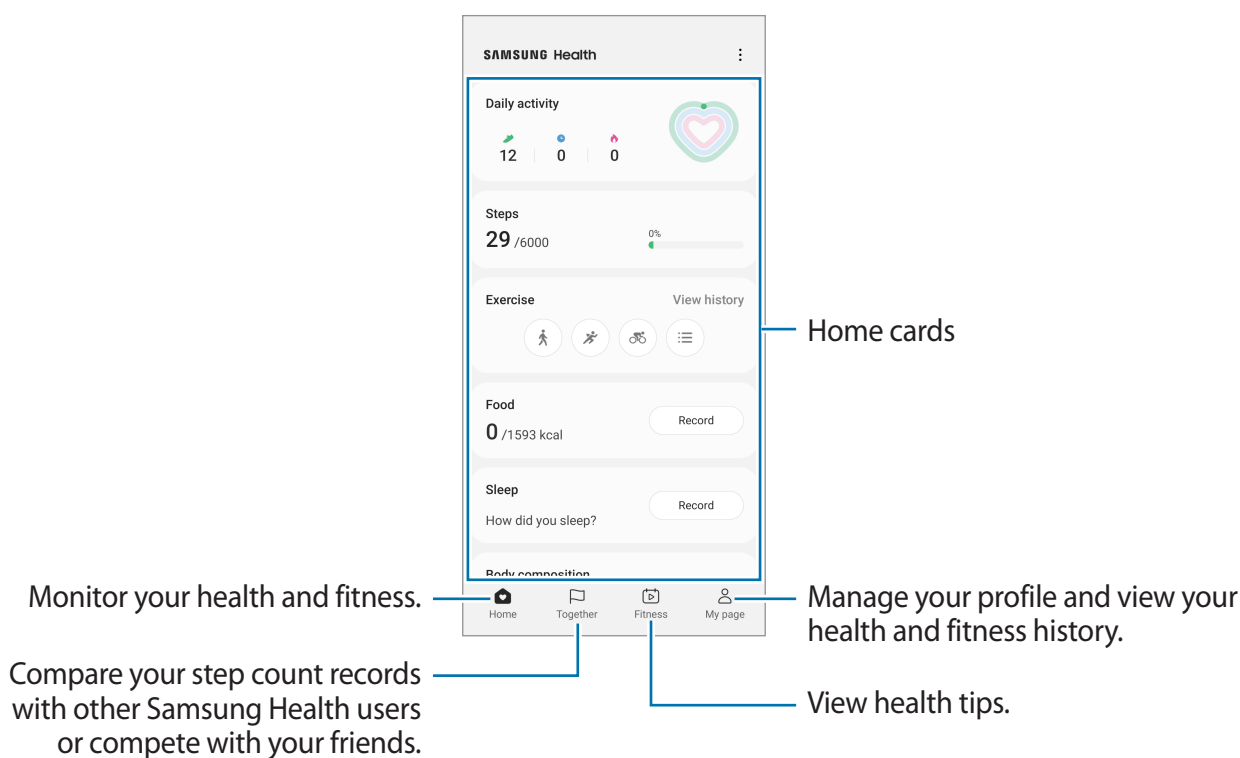 SAMSUNG Health
Daily activity
12 0 0
Steps
29 /6000
0%
Exercise View history
Home cards
Food
0 /1593 kcal
Record
Sleep
How did you sleep?
Record
Body composition
Home Together Fitness My page
Monitor your health and fitness.
Compare your step count records
with other Samsung Health users
or compete with your friends.
Manage your profile and view your
health and fitness history.
View health tips.